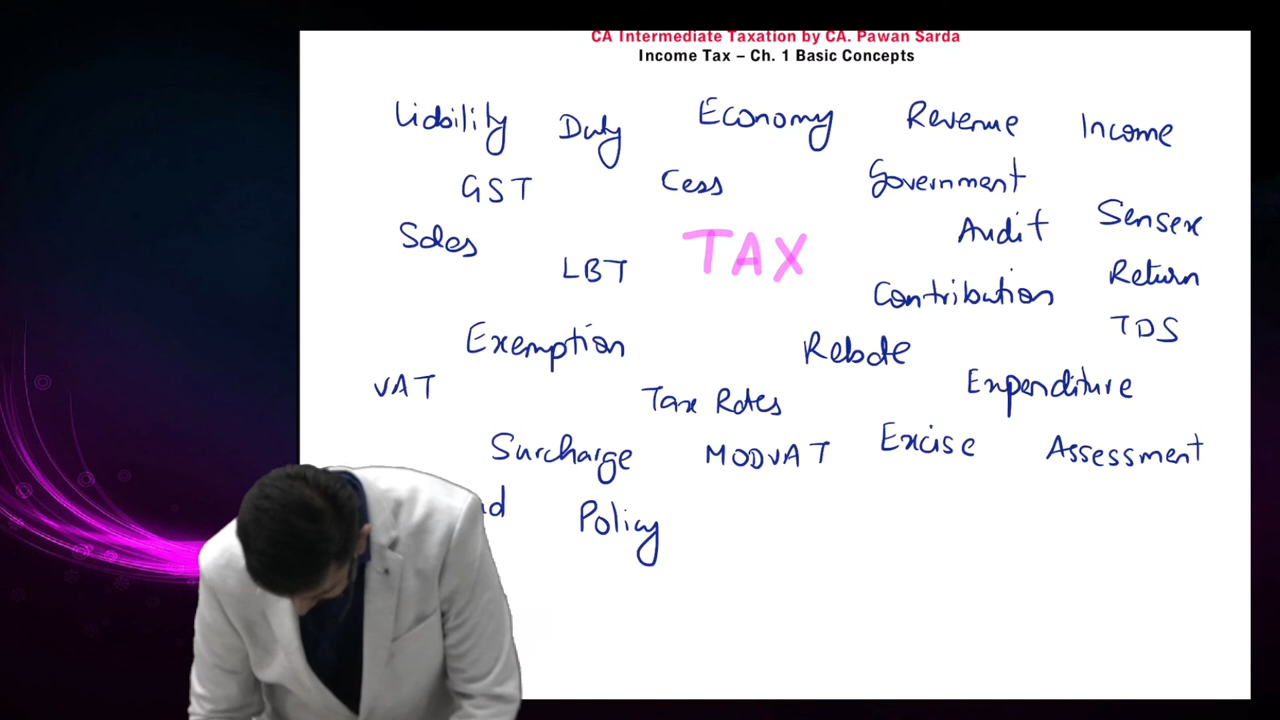 CA Intermediate Taxation by CA. Pawan Sarda
Income Tax – Ch. 1 Basic Concepts
Liability Duty Economy Revenue Income
GST Cess Government
Sales TAX Audit Sensex
LBT Contribution Return
Exemption Rebate TDS
VAT Tax Rates Expenditure
Surcharge MODVAT Excise Assessment
Policy